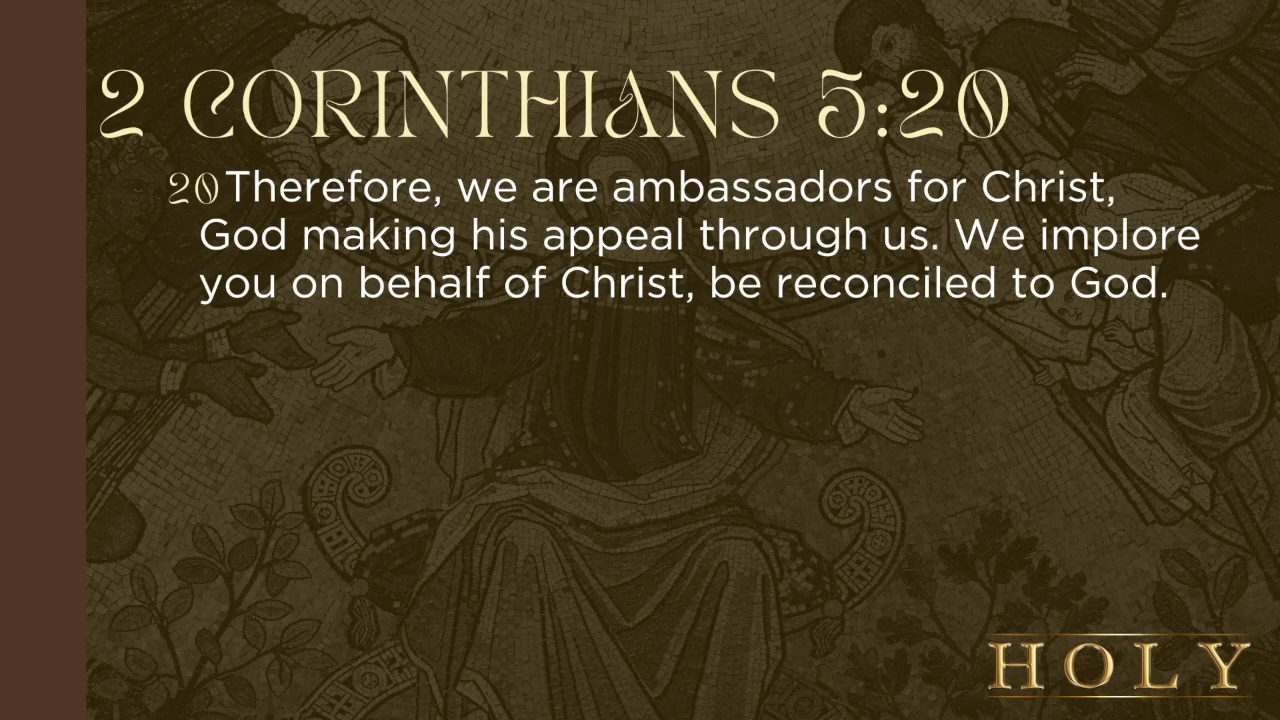 2 CORINTHIANS 5:20
20 Therefore, we are ambassadors for Christ,
God making his appeal through us. We implore
you on behalf of Christ, be reconciled to God.
HOLY